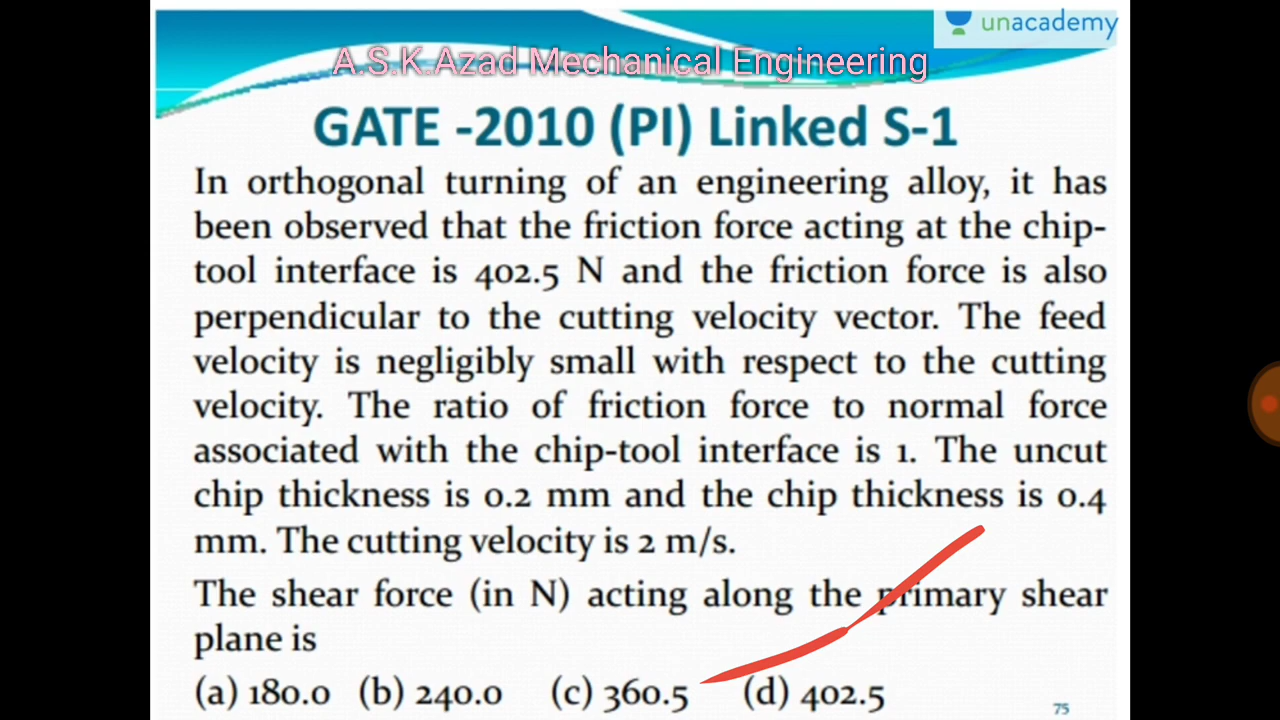 unacademy
A.S.K.Azad Mechanical Engineering
GATE -2010 (PI) Linked S-1
In orthogonal turning of an engineering alloy, it has
been observed that the friction force acting at the chip-
tool interface is 402.5 N and the friction force is also
perpendicular to the cutting velocity vector. The feed
velocity is negligibly small with respect to the cutting
velocity. The ratio of friction force to normal force
associated with the chip-tool interface is 1. The uncut
chip thickness is 0.2 mm and the chip thickness is 0.4
mm. The cutting velocity is 2 m/s.
The shear force (in N) acting along the primary shear
plane is
(a) 180.0 (b) 240.0 (c) 360.5 (d) 402.5
75